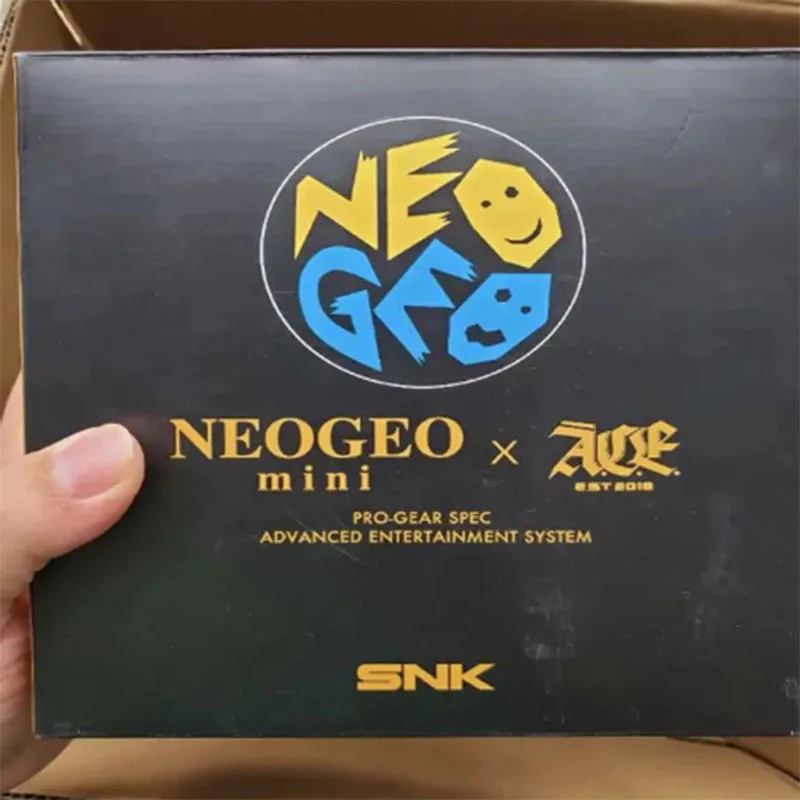 NEO
GEO
NEOGEO
mini
×
A.O.E.
EST 2018
PRO-GEAR SPEC
ADVANCED ENTERTAINMENT SYSTEM
SNK